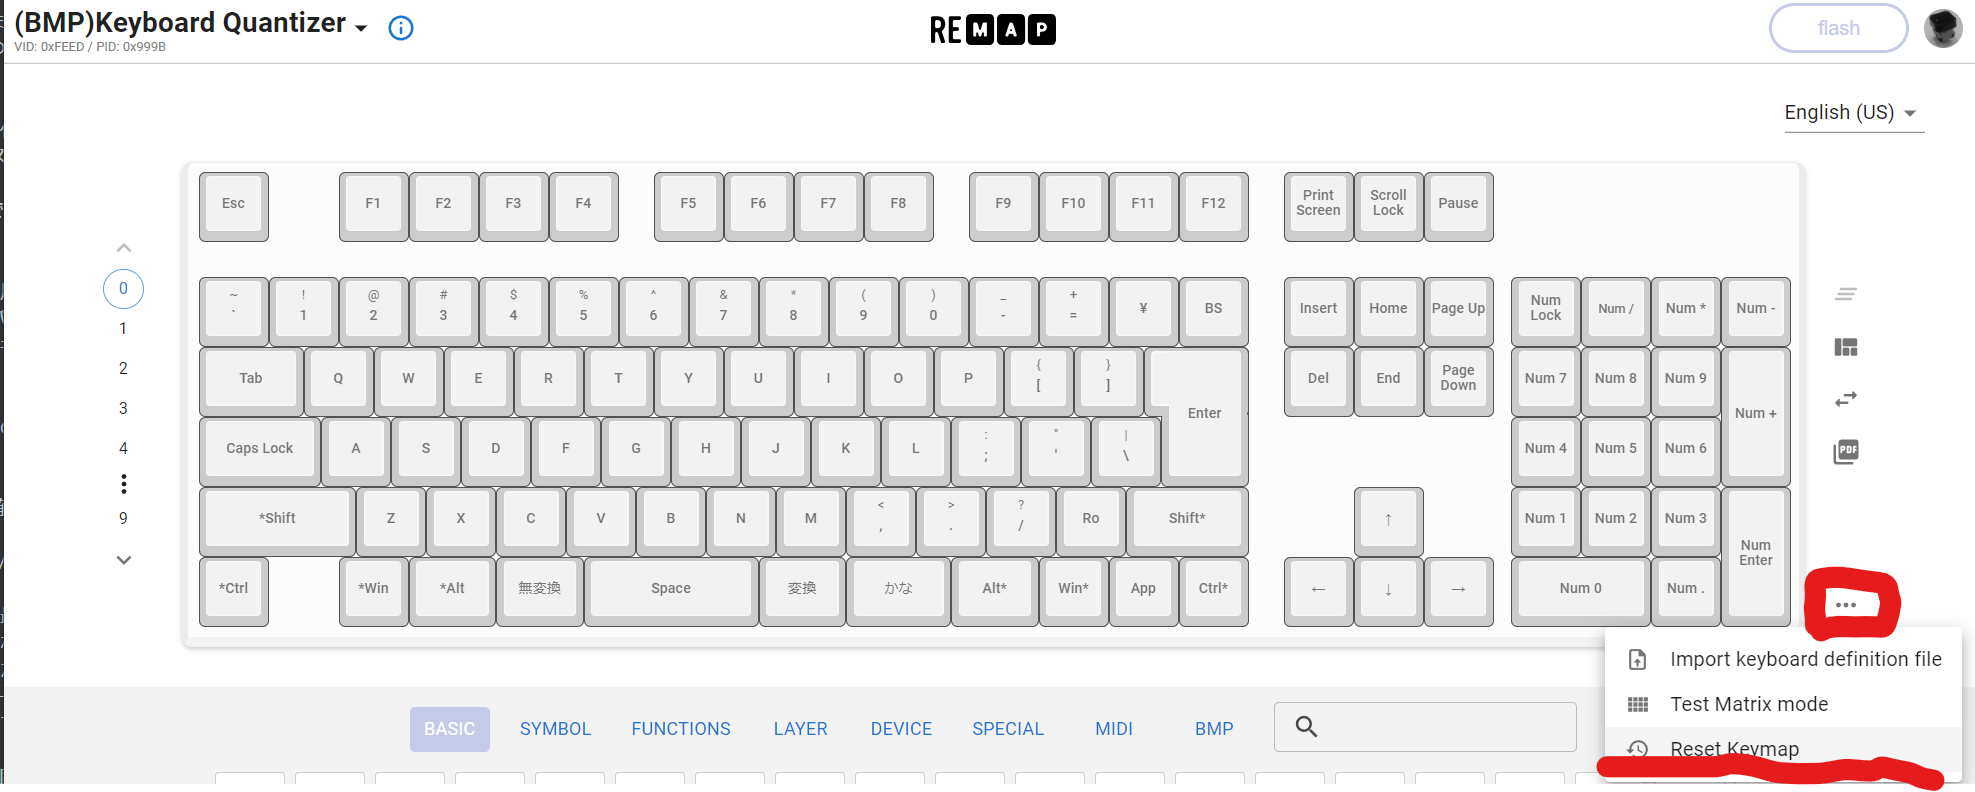 (BMP)Keyboard Quantizer
VID: 0xFEED / PID: 0x999B
REMAP
flash
English (US)
Esc F1 F2 F3 F4 F5 F6 F7 F8 F9 F10 F11 F12 Print Screen Scroll Lock Pause
0
1
2
3
4
9
~ ` ! 1 @ 2 # 3 $ 4 % 5 ^ 6 & 7 * 8 ( 9 ) 0 _ - + = ¥ BS Insert Home Page Up Num Lock Num / Num * Num -
Tab Q W E R T Y U I O P { [ } ] Enter Del End Page Down Num 7 Num 8 Num 9 Num +
Caps Lock A S D F G H J K L : ; " ' | \ Num 4 Num 5 Num 6
*Shift Z X C V B N M < , > . ? / Ro Shift* ↑ Num 1 Num 2 Num 3 Num Enter
*Ctrl *Win *Alt 無変換 Space 変換 かな Alt* Win* App Ctrl* ← ↓ → Num 0 Num .
PDF
Import keyboard definition file
Test Matrix mode
Reset Keymap
BASIC SYMBOL FUNCTIONS LAYER DEVICE SPECIAL MIDI BMP